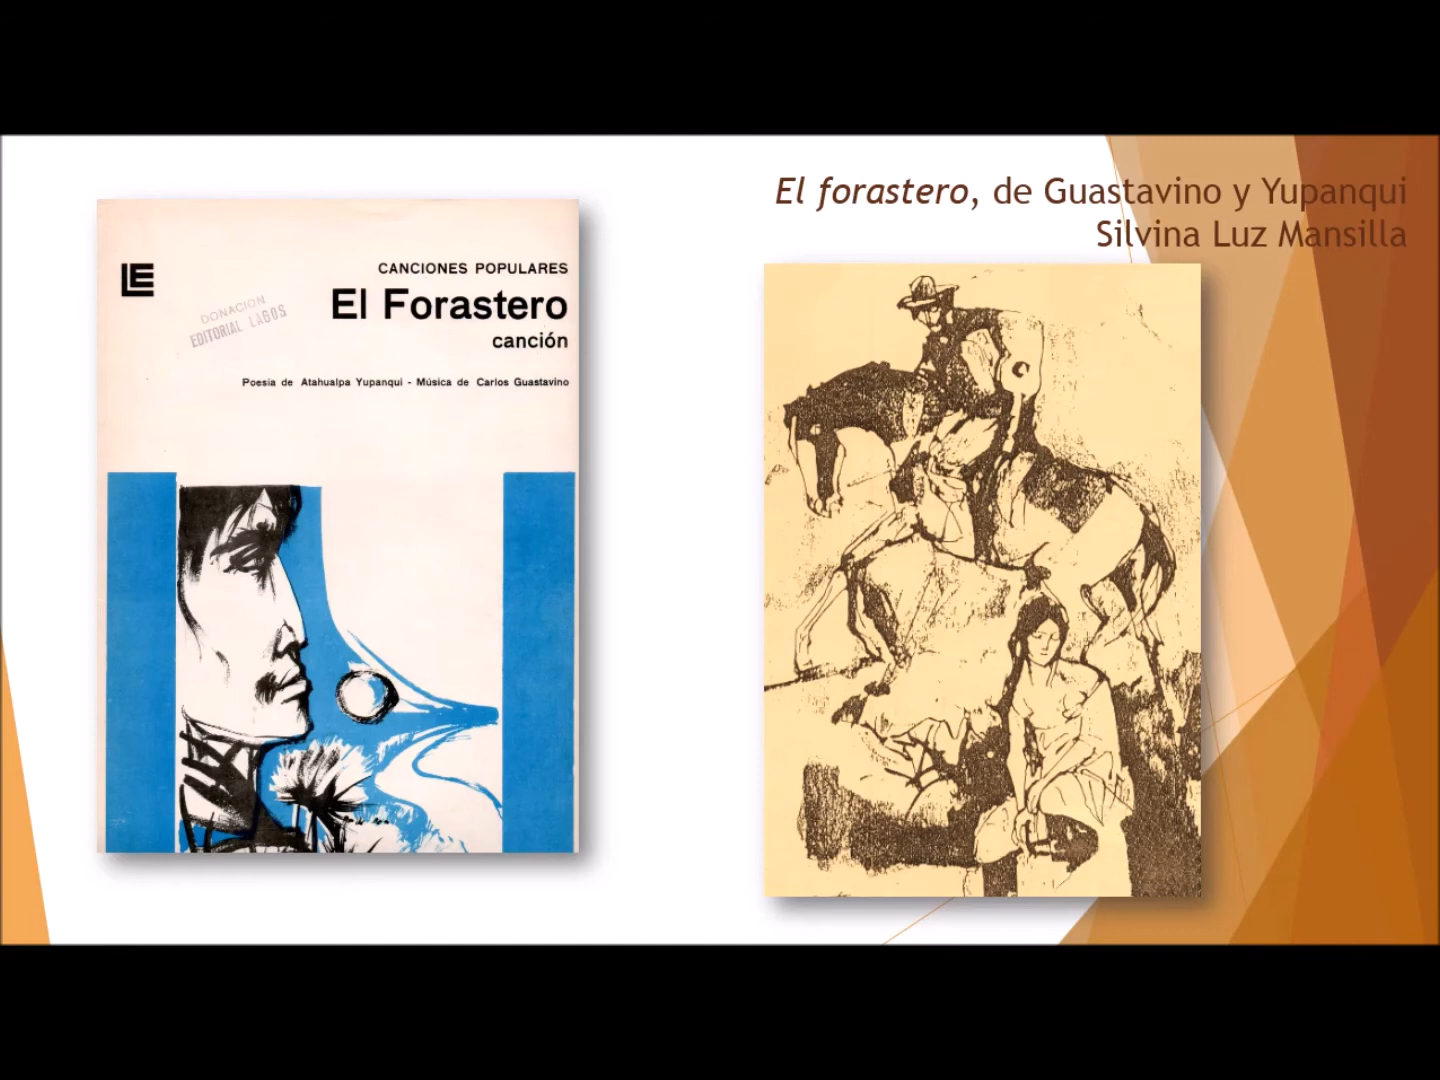 El forastero, de Guastavino y Yupanqui
Silvina Luz Mansilla
LE
CANCIONES POPULARES
El Forastero
canción
DONACION
EDITORIAL LAGOS
Poesia de Atahualpa Yupanqui - Música de Carlos Guastavino